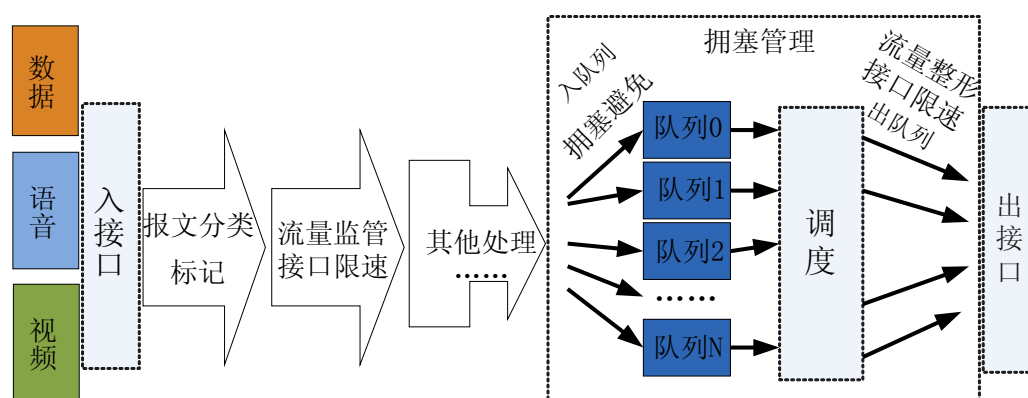 数据
语音
视频
入接口
报文分类
标记
流量监管
接口限速
其他处理
……
拥塞管理
入队列
拥塞避免
队列0
队列1
队列2
……
队列N
调度
流量整形
接口限速
出队列
出接口